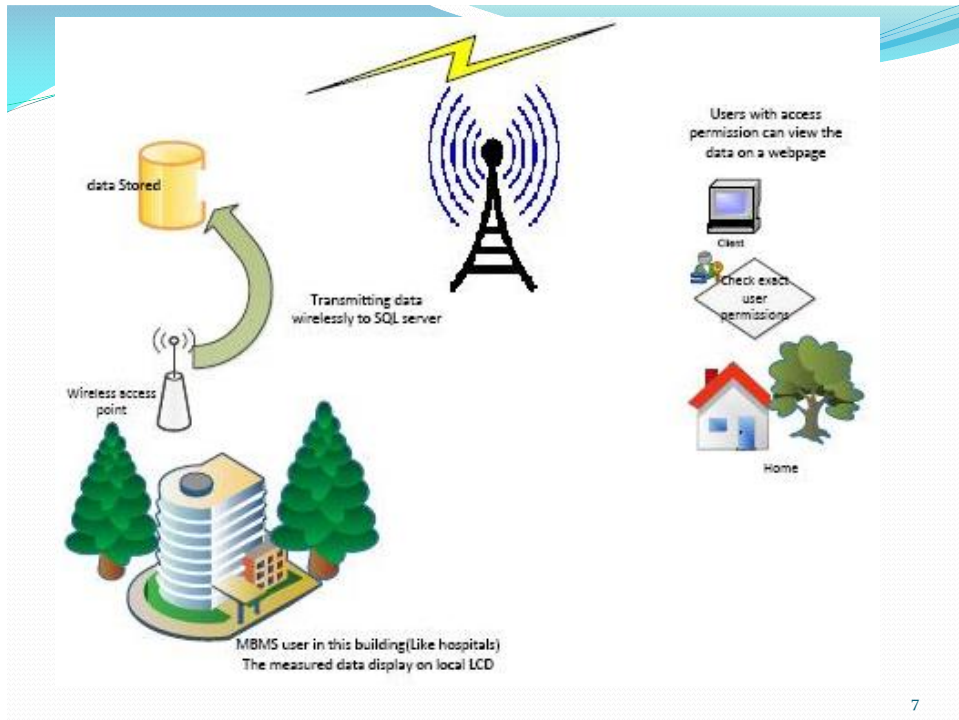 Users with access
permission can view the
data on a webpage
data Stored
Client
Check exact
user
permissions
Transmitting data
wirelessly to SQL server
Wireless access
point
Home
MBMS user in this building(Like hospitals)
The measured data display on local LCD
7